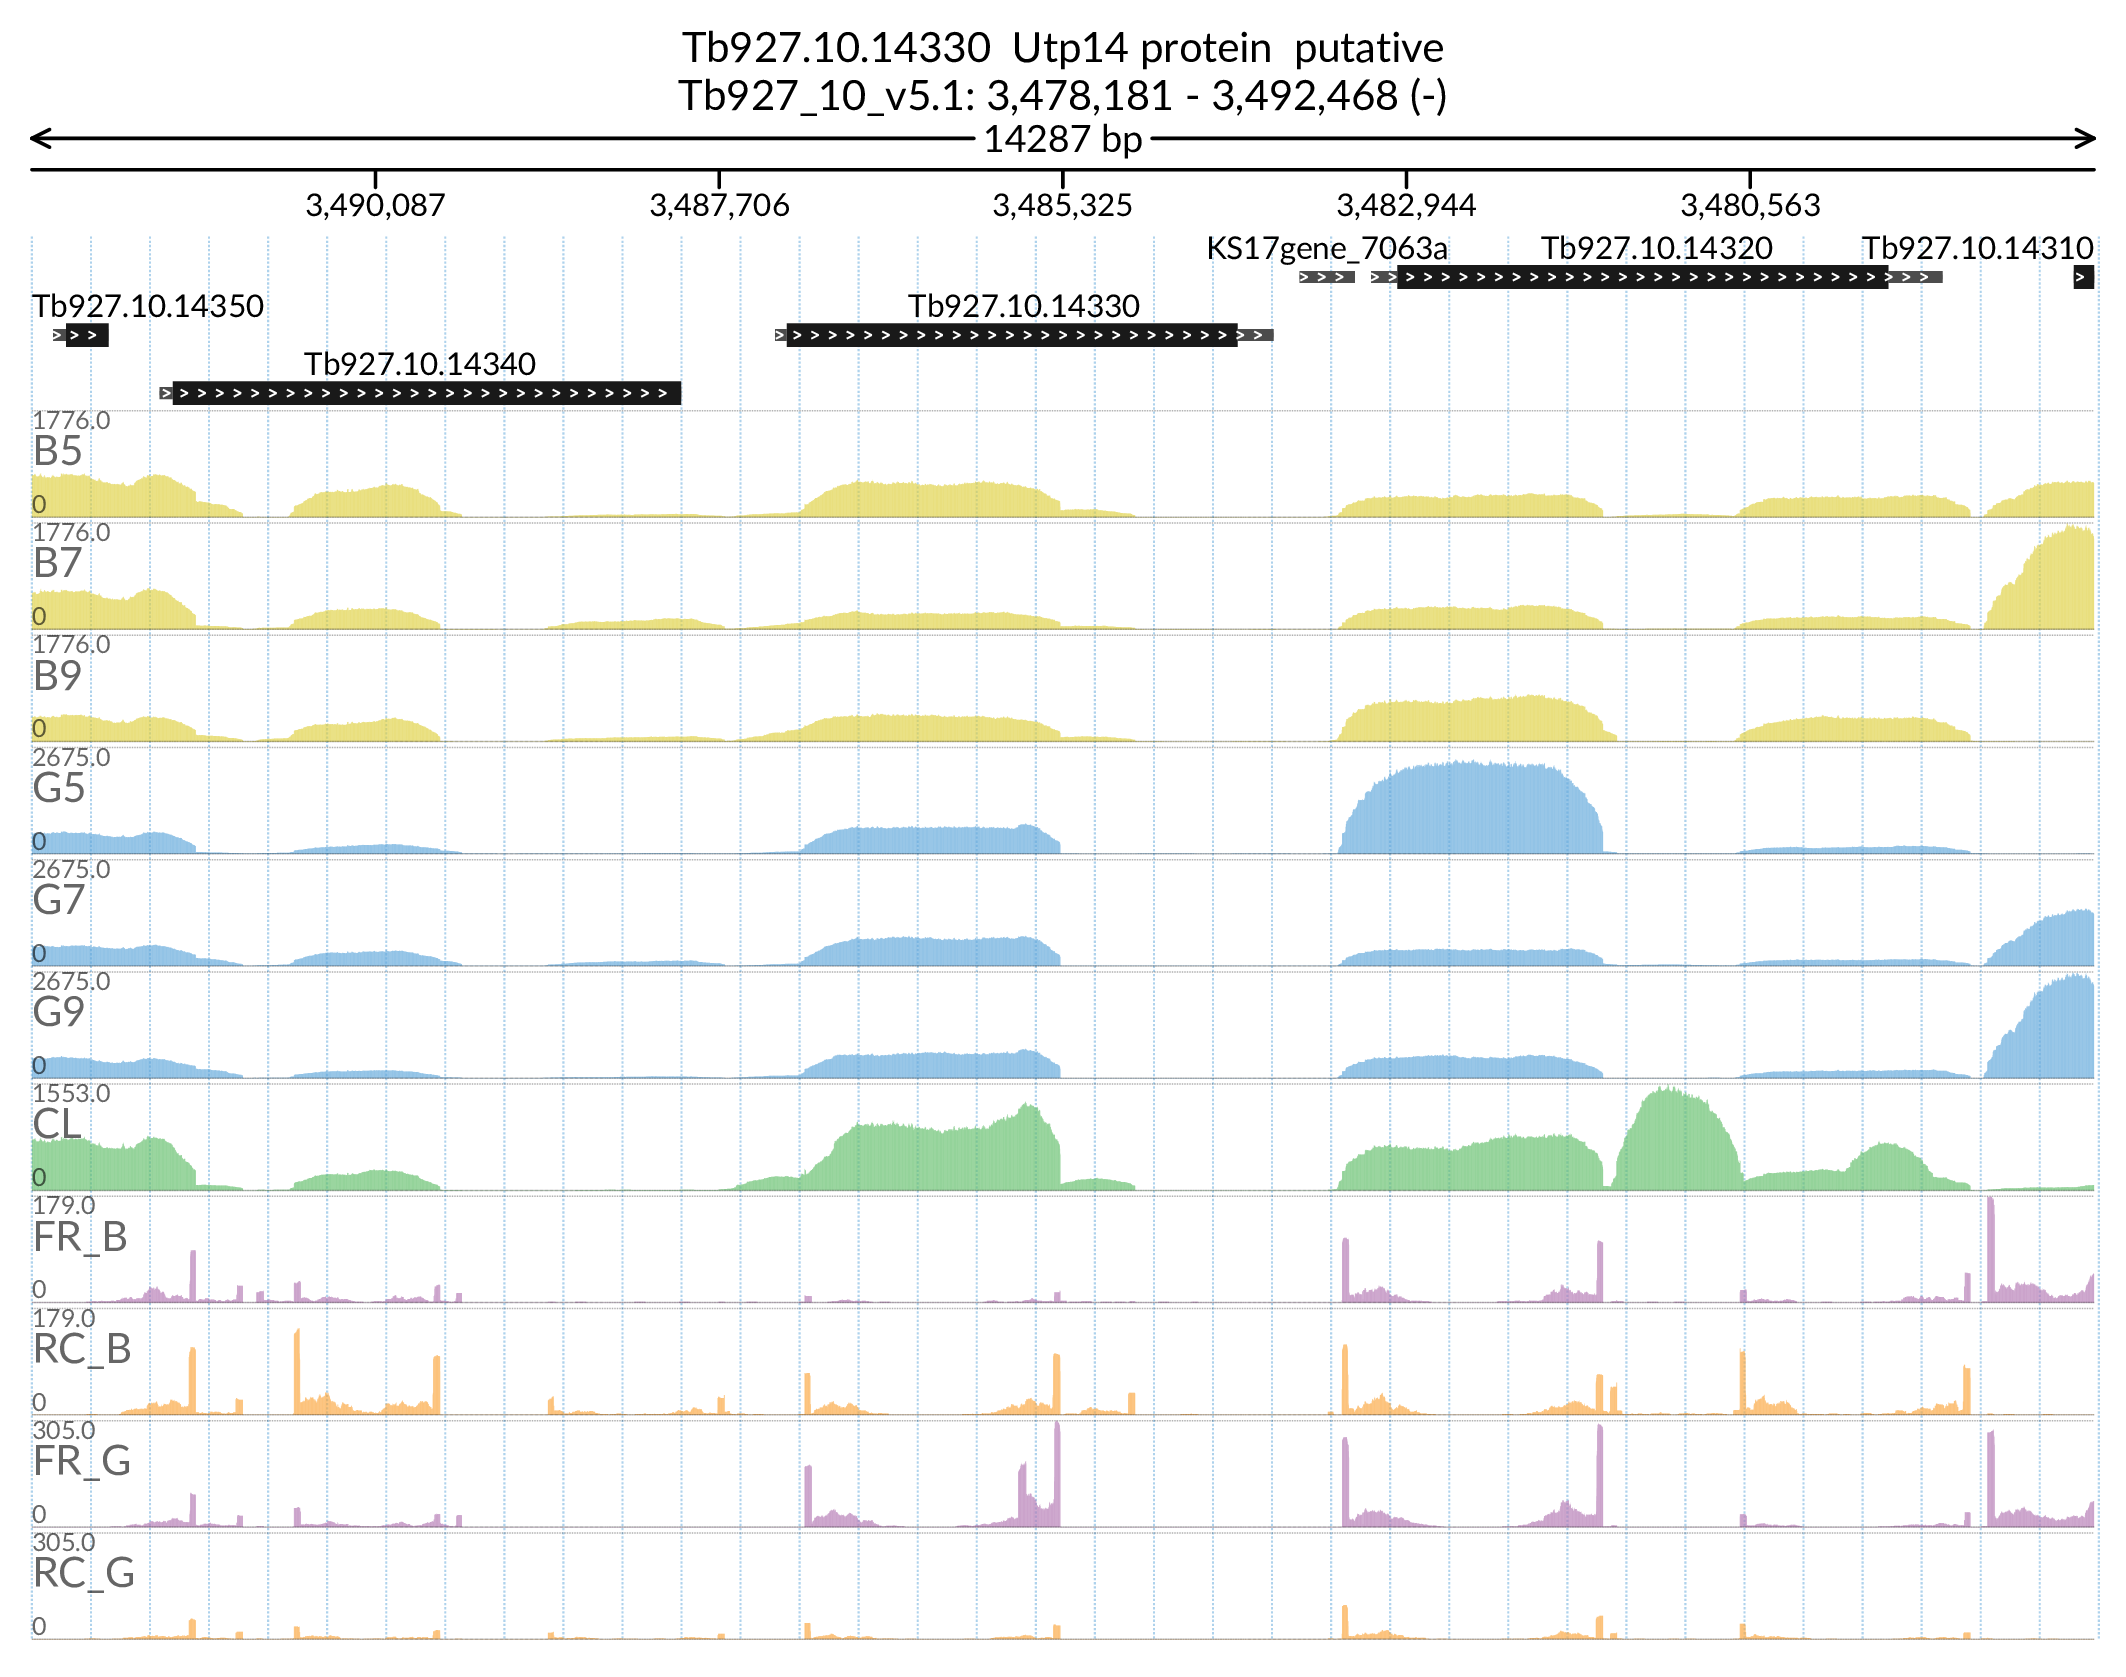 Tb927.10.14330  Utp14 protein  putative
Tb927_10_v5.1: 3,478,181 - 3,492,468 (-)
14287 bp
3,490,087 3,487,706 3,485,325 3,482,944 3,480,563
KS17gene_7063a Tb927.10.14320 Tb927.10.14310
Tb927.10.14350 Tb927.10.14330
Tb927.10.14340
1776.0
B5
0
1776.0
B7
0
1776.0
B9
0
2675.0
G5
0
2675.0
G7
0
2675.0
G9
0
1553.0
CL
0
179.0
FR_B
0
179.0
RC_B
0
305.0
FR_G
0
305.0
RC_G
0